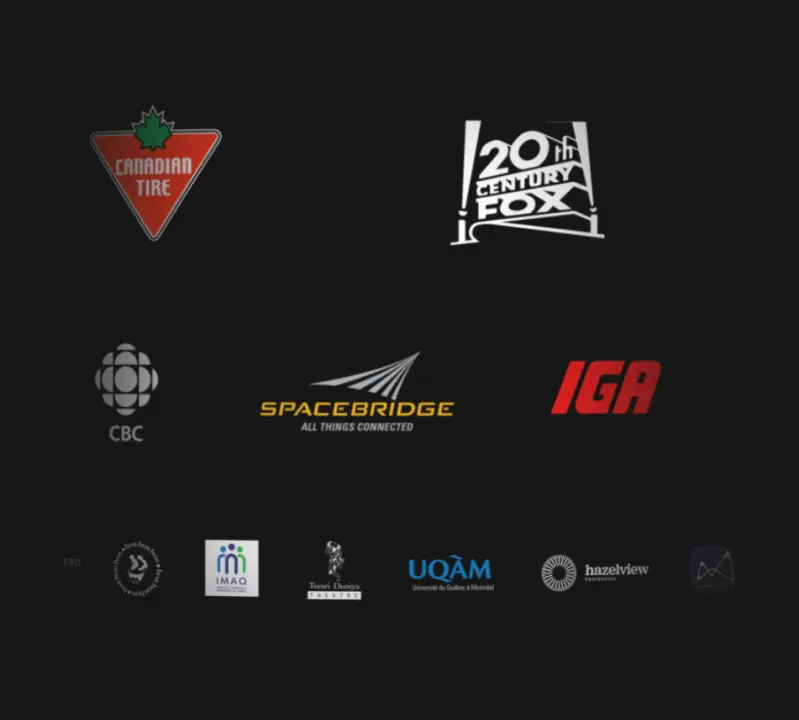 CANADIAN
TIRE
20th
CENTURY
FOX
CBC
SPACEBRIDGE
ALL THINGS CONNECTED
IGA
IMAQ
Teesri Duniya
THEATRE
UQÀM
Université du Québec à Montréal
hazelview
PROPERTIES